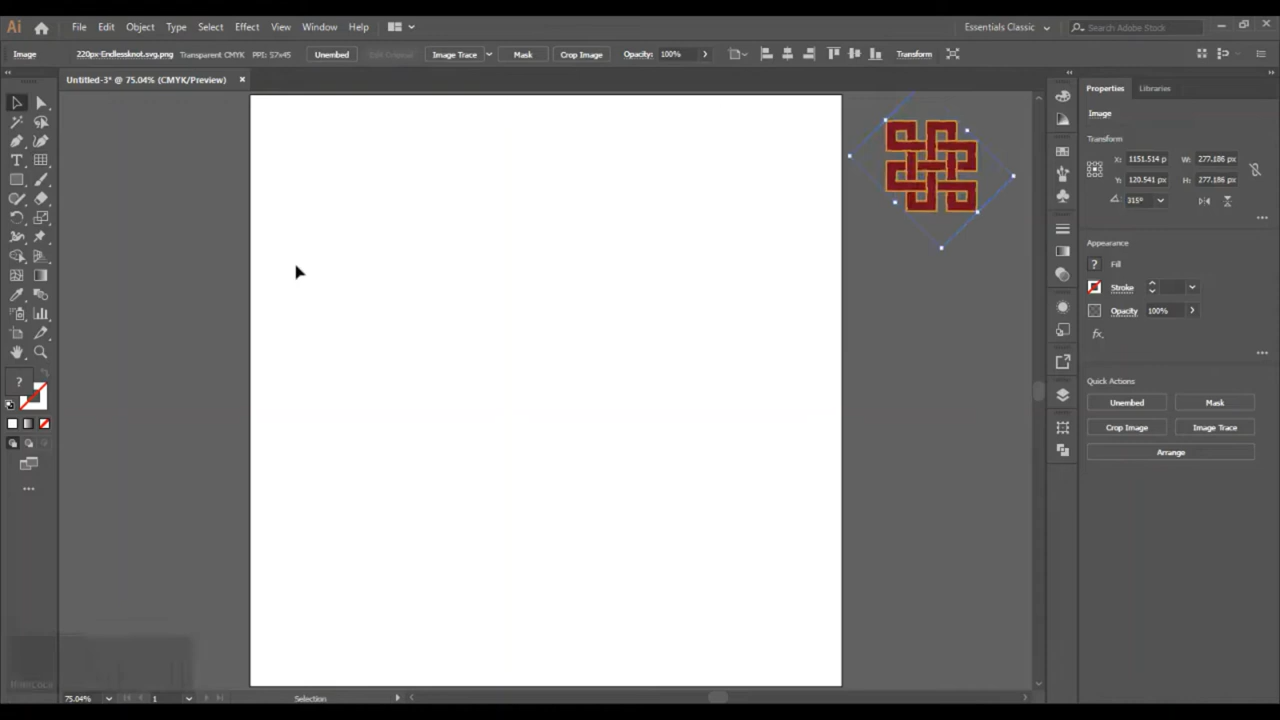 Ai File Edit Object Type Select Effect View Window Help Essentials Classic Search Adobe Stock
Image 220px-Endlessknot.svg.png Transparent CMYK PPI: 57x45 Unembed Edit Original Image Trace Mask Crop Image Opacity: 100% Transform
Untitled-3* @ 75.04% (CMYK/Preview) ×
Properties Libraries
Image
Transform
X: 1151.514 p W: 277.186 px
Y: 120.541 px H: 277.186 px
315°
Appearance
? Fill
Stroke
Opacity 100%
fx.
Quick Actions
Unembed Mask
Crop Image Image Trace
Arrange
?
75.04% 1 Selection